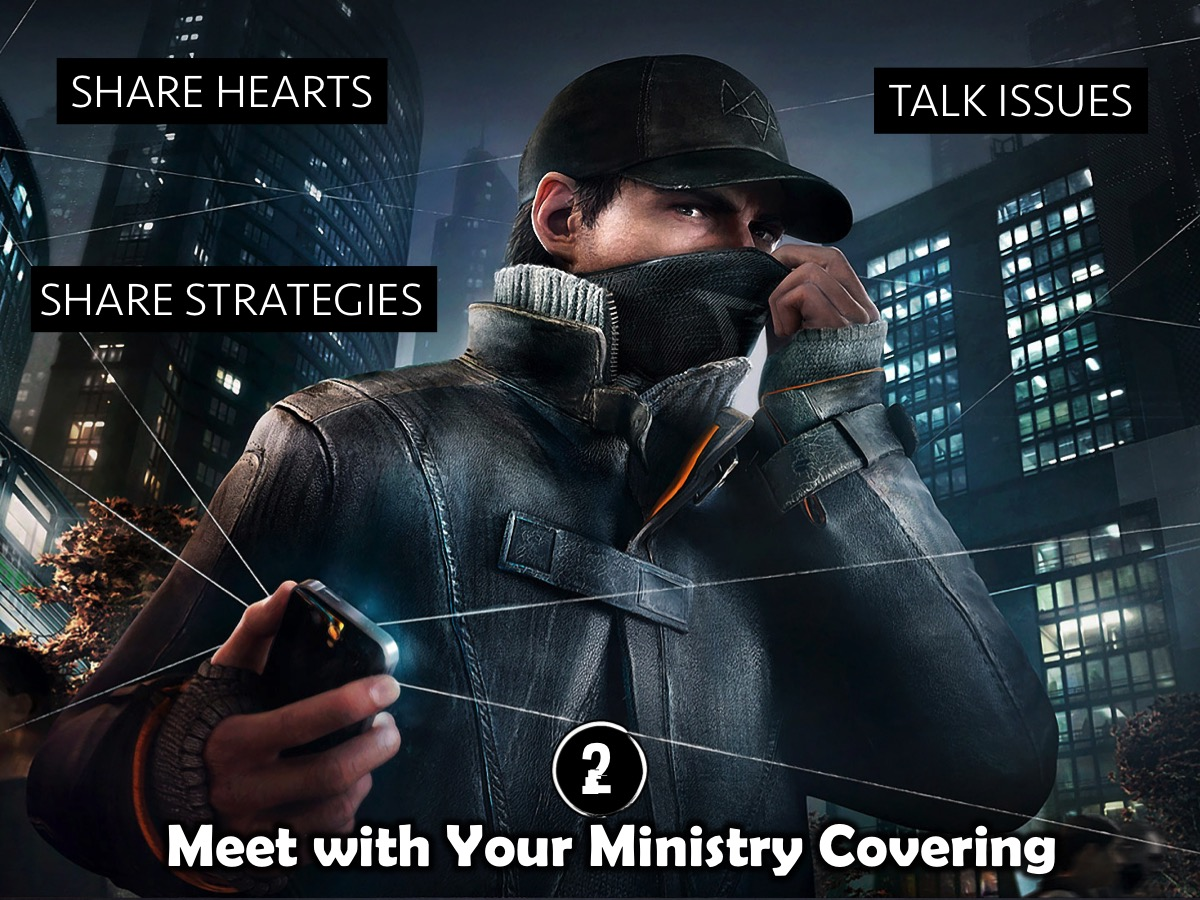 SHARE HEARTS
TALK ISSUES
SHARE STRATEGIES
2
Meet with Your Ministry Covering